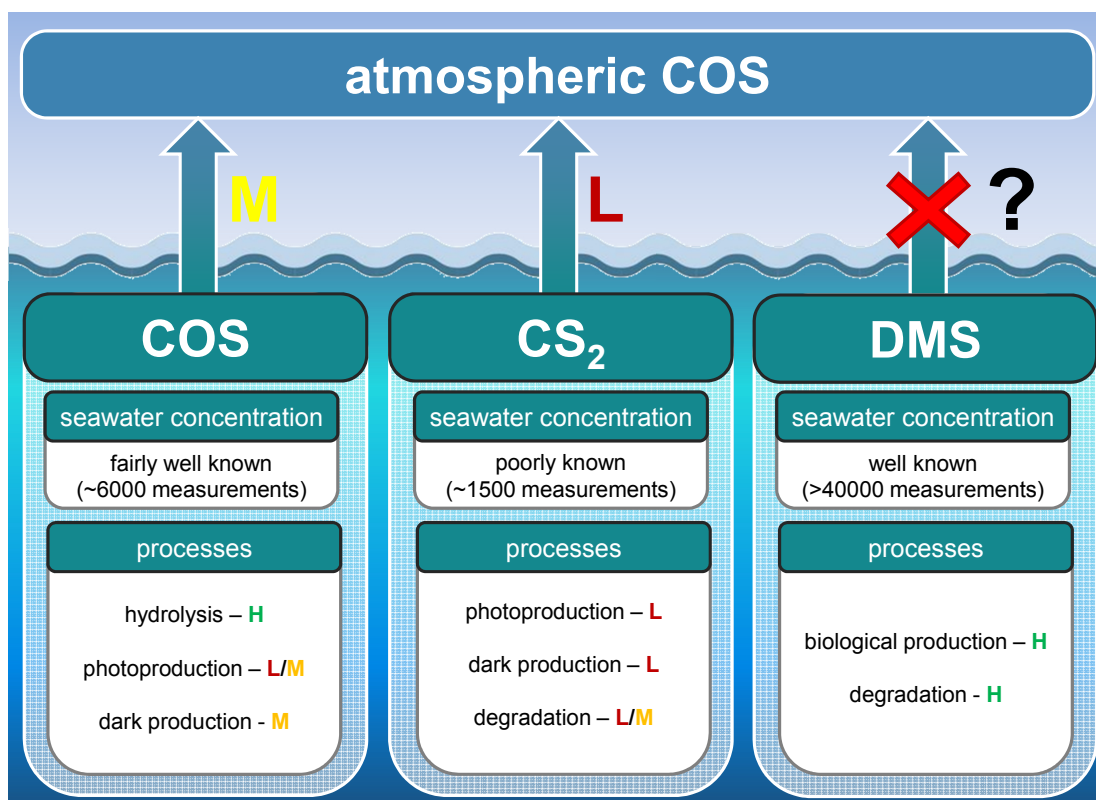 atmospheric COS
M
L
?
COS
seawater concentration
fairly well known
(~6000 measurements)
processes
hydrolysis – H
photoproduction – L/M
dark production - M
CS₂
seawater concentration
poorly known
(~1500 measurements)
processes
photoproduction – L
dark production – L
degradation – L/M
DMS
seawater concentration
well known
(>40000 measurements)
processes
biological production – H
degradation - H